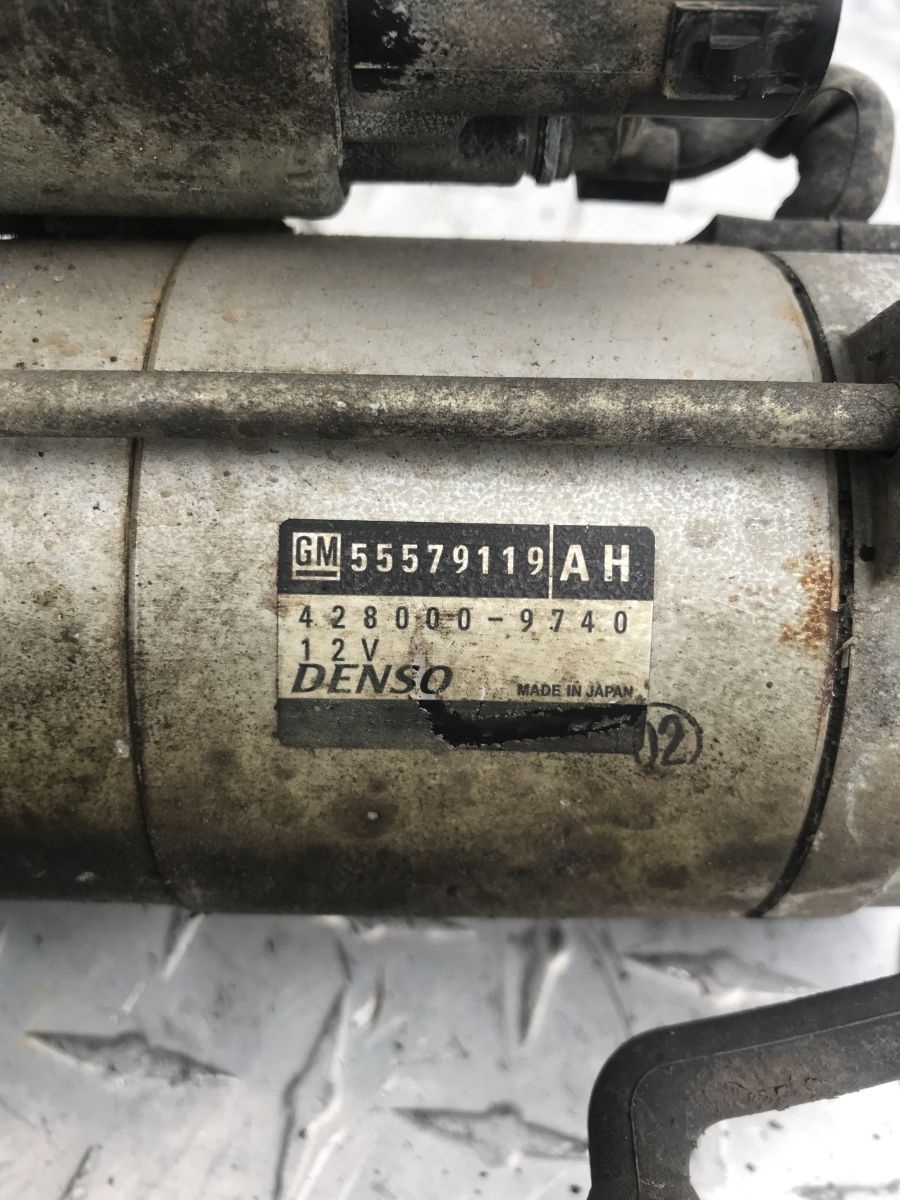 GM 55579119 AH
428000-9740
12V
DENSO MADE IN JAPAN